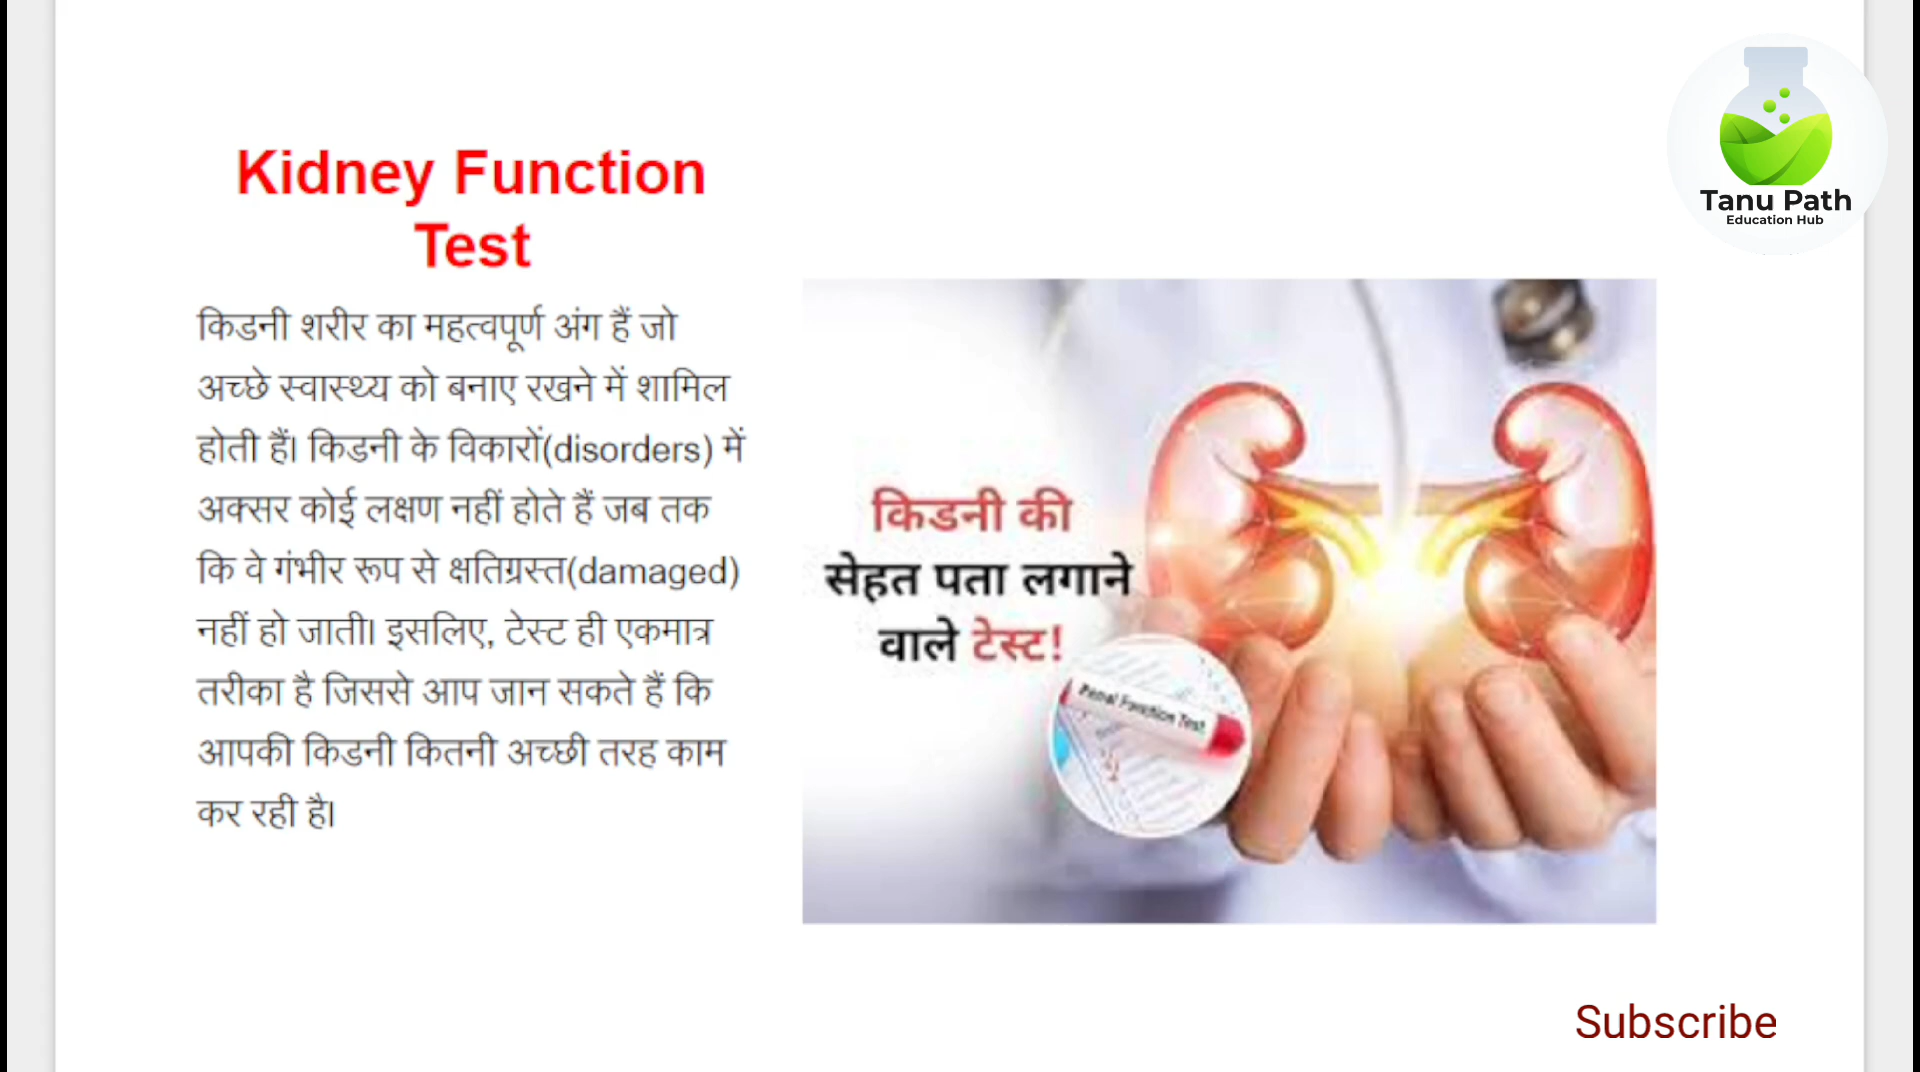 Kidney Function
Test
किडनी शरीर का महत्वपूर्ण अंग हैं जो
अच्छे स्वास्थ्य को बनाए रखने में शामिल
होती हैं। किडनी के विकारों(disorders) में
अक्सर कोई लक्षण नहीं होते हैं जब तक
कि वे गंभीर रूप से क्षतिग्रस्त(damaged)
नहीं हो जाती। इसलिए, टेस्ट ही एकमात्र
तरीका है जिससे आप जान सकते हैं कि
आपकी किडनी कितनी अच्छी तरह काम
कर रही है।
किडनी की
सेहत पता लगाने
वाले टेस्ट!
Renal Function Test
Tanu Path
Education Hub
Subscribe